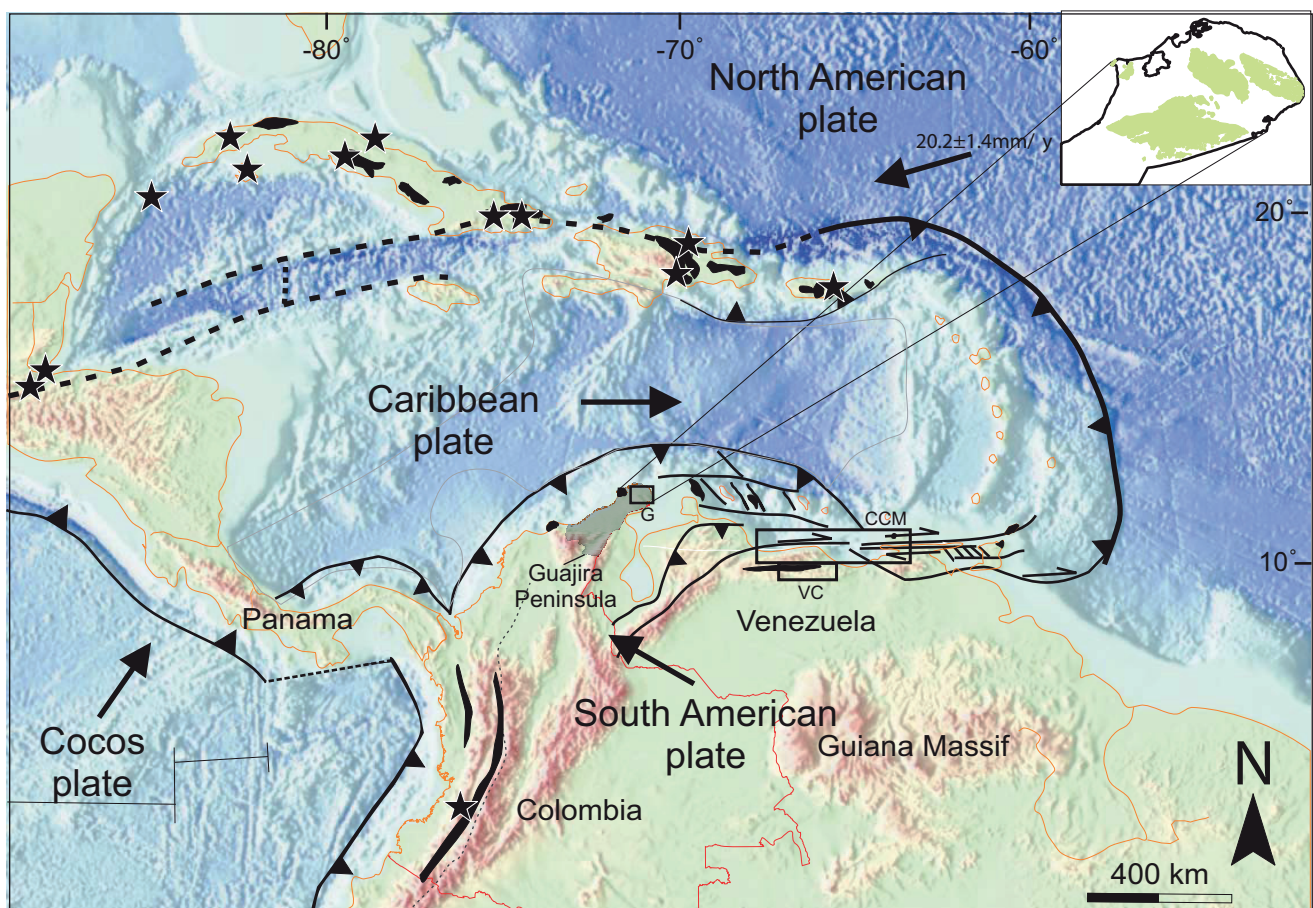 -80°
-70°
-60°
North American
plate
20.2±1.4mm/ y
20°
Caribbean
plate
G
CCM
Guajira
Peninsula
10°
VC
Panama
Venezuela
South American
plate
Cocos
plate
Guiana Massif
N
Colombia
400 km